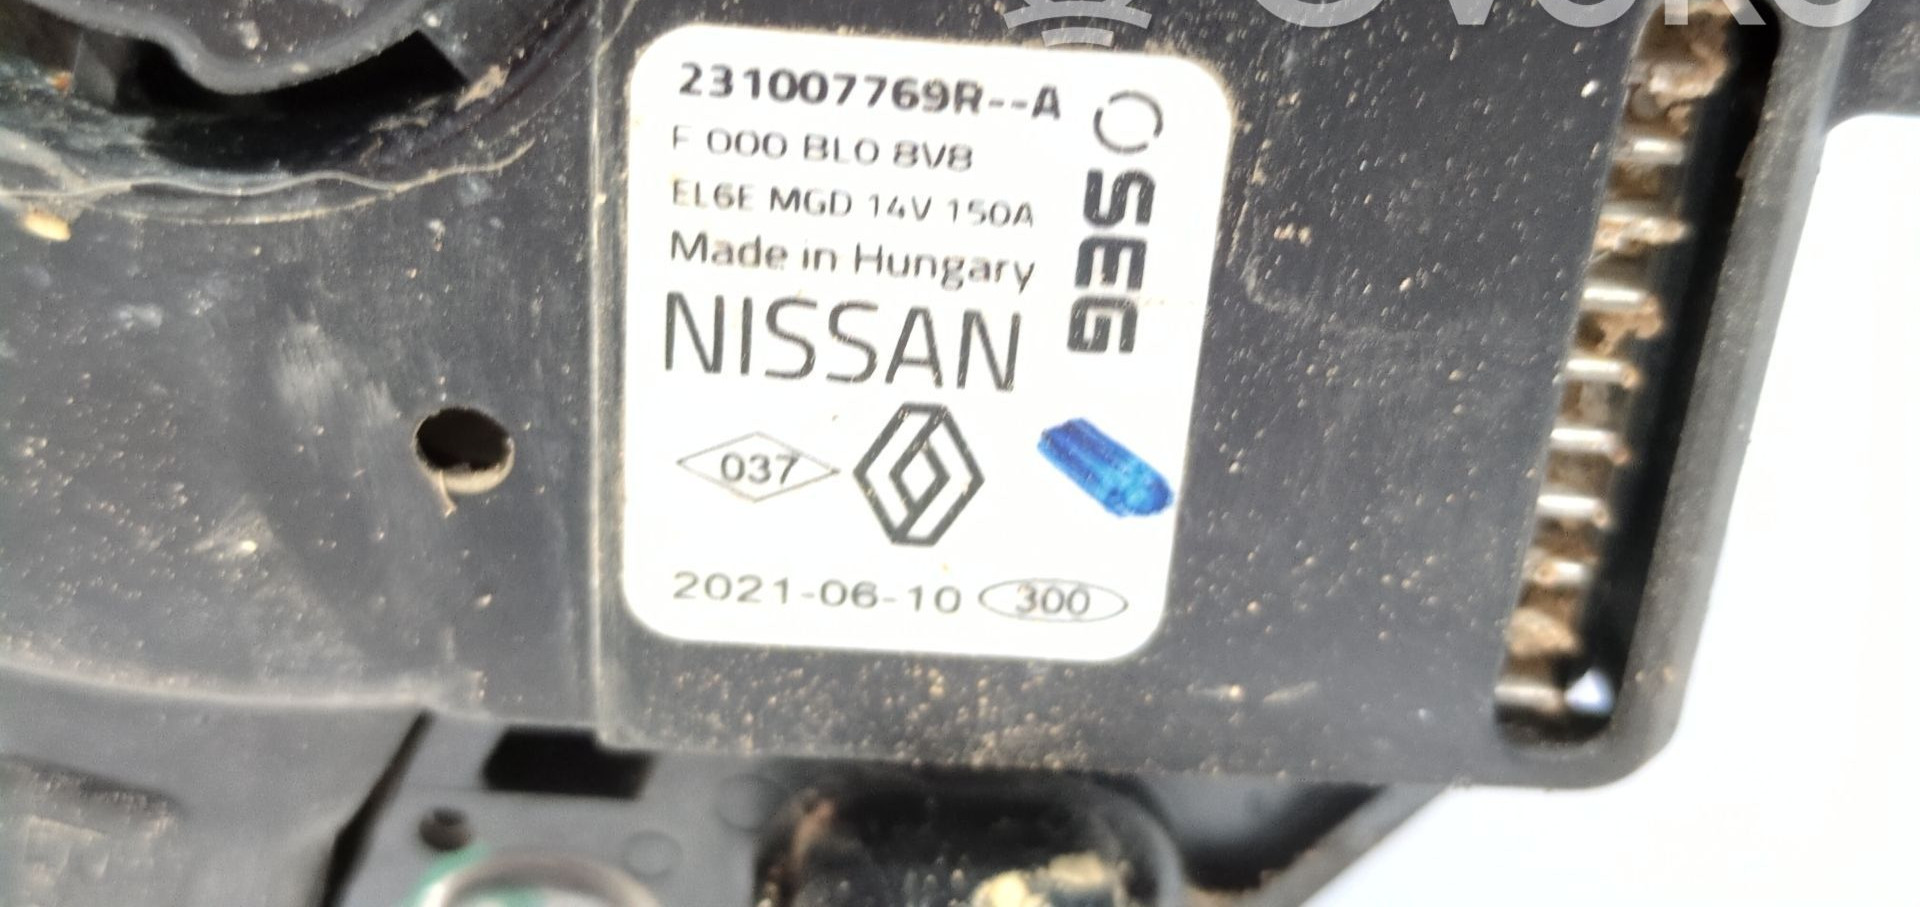 231007769R--A
F 000 BL0 8V8
EL6E MGD 14V 150A
Made in Hungary
NISSAN
SEG
037
2021-06-10 300